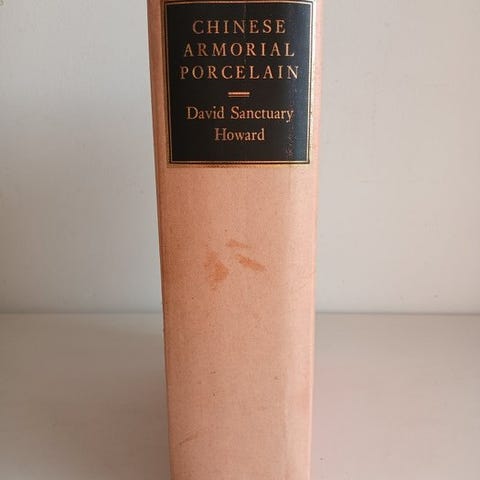 CHINESE
ARMORIAL
PORCELAIN
David Sanctuary
Howard